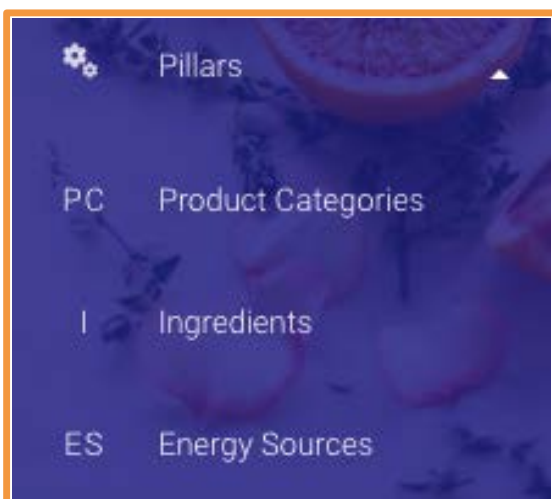 Pillars
PC Product Categories
I Ingredients
ES Energy Sources